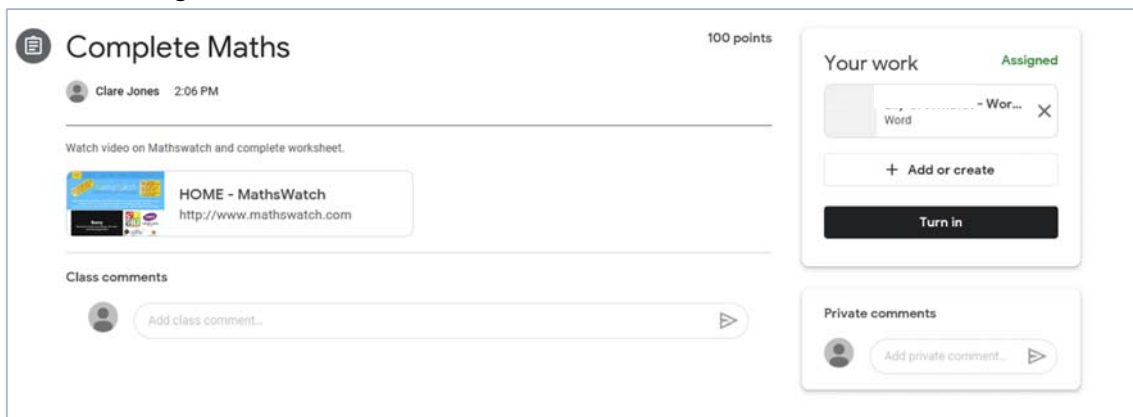 Complete Maths
100 points
Clare Jones 2:06 PM
Watch video on Mathswatch and complete worksheet.
HOME - MathsWatch
http://www.mathswatch.com
Class comments
Add class comment...
Your work
Assigned
- Wor...
Word
+ Add or create
Turn in
Private comments
Add private comment...